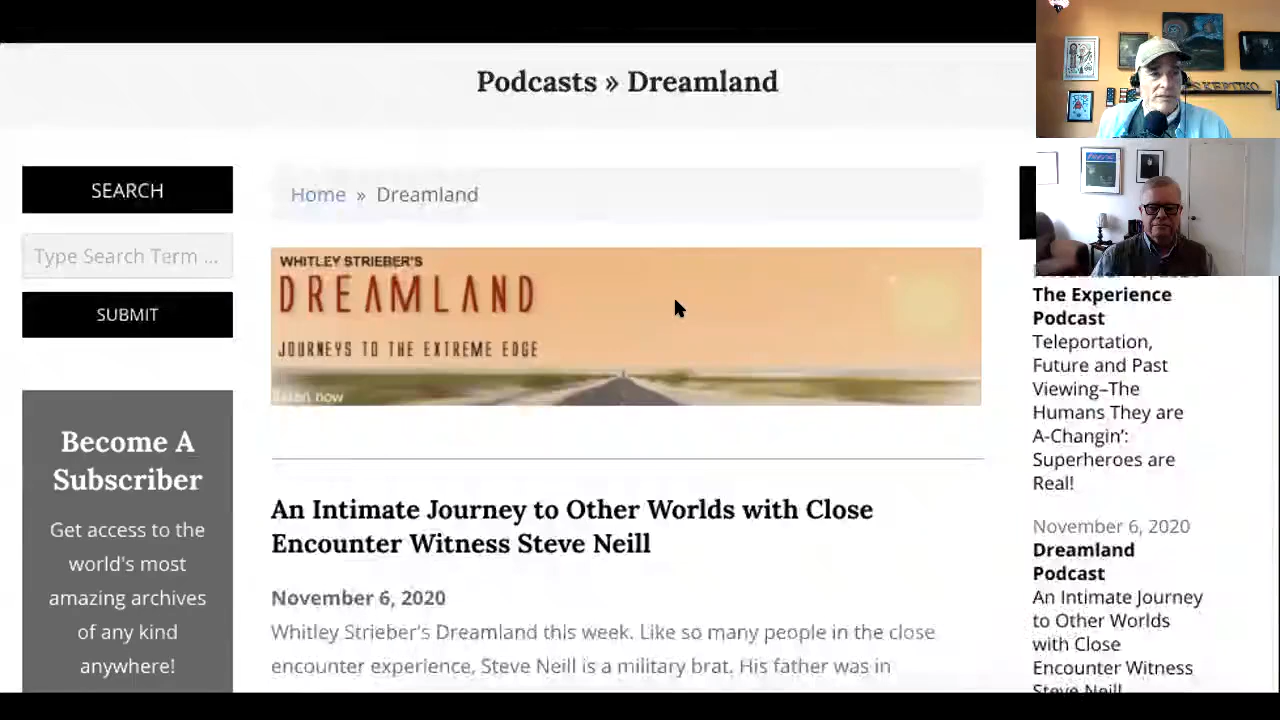 Podcasts » Dreamland
SKEPTIKO
SEARCH
Type Search Term ...
SUBMIT
Become A
Subscriber
Get access to the
world's most
amazing archives
of any kind
anywhere!
Home » Dreamland
WHITLEY STRIEBER'S
DREAMLAND
JOURNEYS TO THE EXTREME EDGE
listen now
An Intimate Journey to Other Worlds with Close
Encounter Witness Steve Neill
November 6, 2020
Whitley Strieber's Dreamland this week. Like so many people in the close
encounter experience, Steve Neill is a military brat. His father was in
The Experience
Podcast
Teleportation,
Future and Past
Viewing–The
Humans They are
A-Changin':
Superheroes are
Real!
November 6, 2020
Dreamland
Podcast
An Intimate Journey
to Other Worlds
with Close
Encounter Witness
Steve Neill